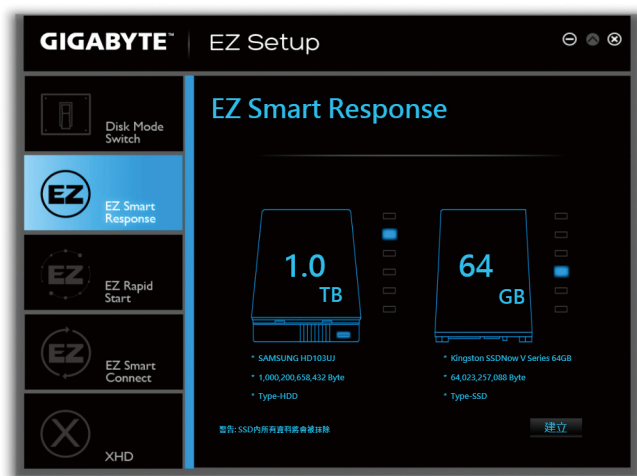 GIGABYTE™ EZ Setup
Disk Mode
Switch
EZ
EZ Smart
Response
EZ
EZ Rapid
Start
EZ
EZ Smart
Connect
XHD
EZ Smart Response
1.0
TB
64
GB
* SAMSUNG HD103UJ
* 1,000,200,658,432 Byte
* Type-HDD
* Kingston SSDNow V Series 64GB
* 64,023,257,088 Byte
* Type-SSD
警告: SSD內所有資料將會被抹除
建立